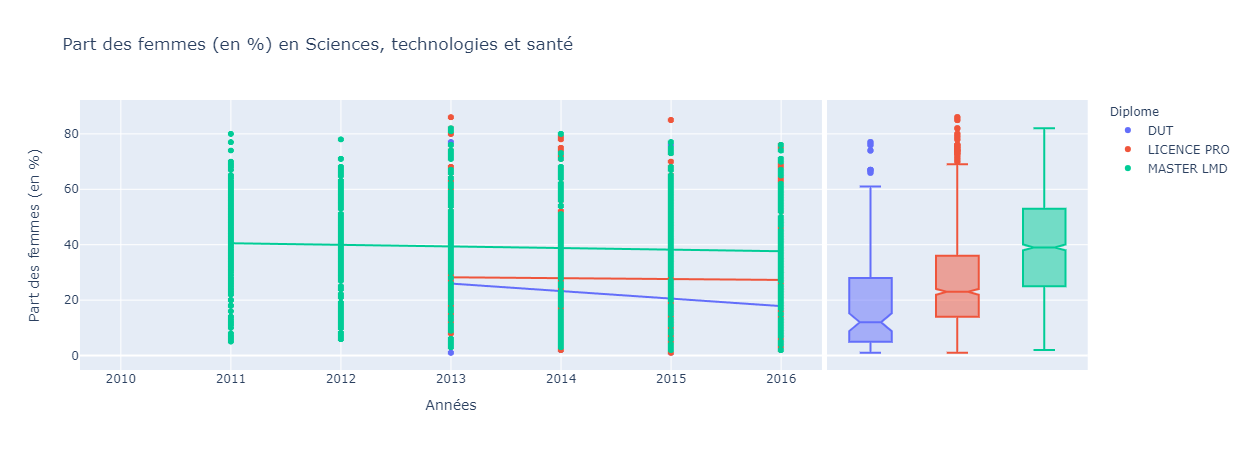 Part des femmes (en %) en Sciences, technologies et santé
Part des femmes (en %)
80
60
40
20
0
2010 2011 2012 2013 2014 2015 2016
Années
Diplome
DUT
LICENCE PRO
MASTER LMD